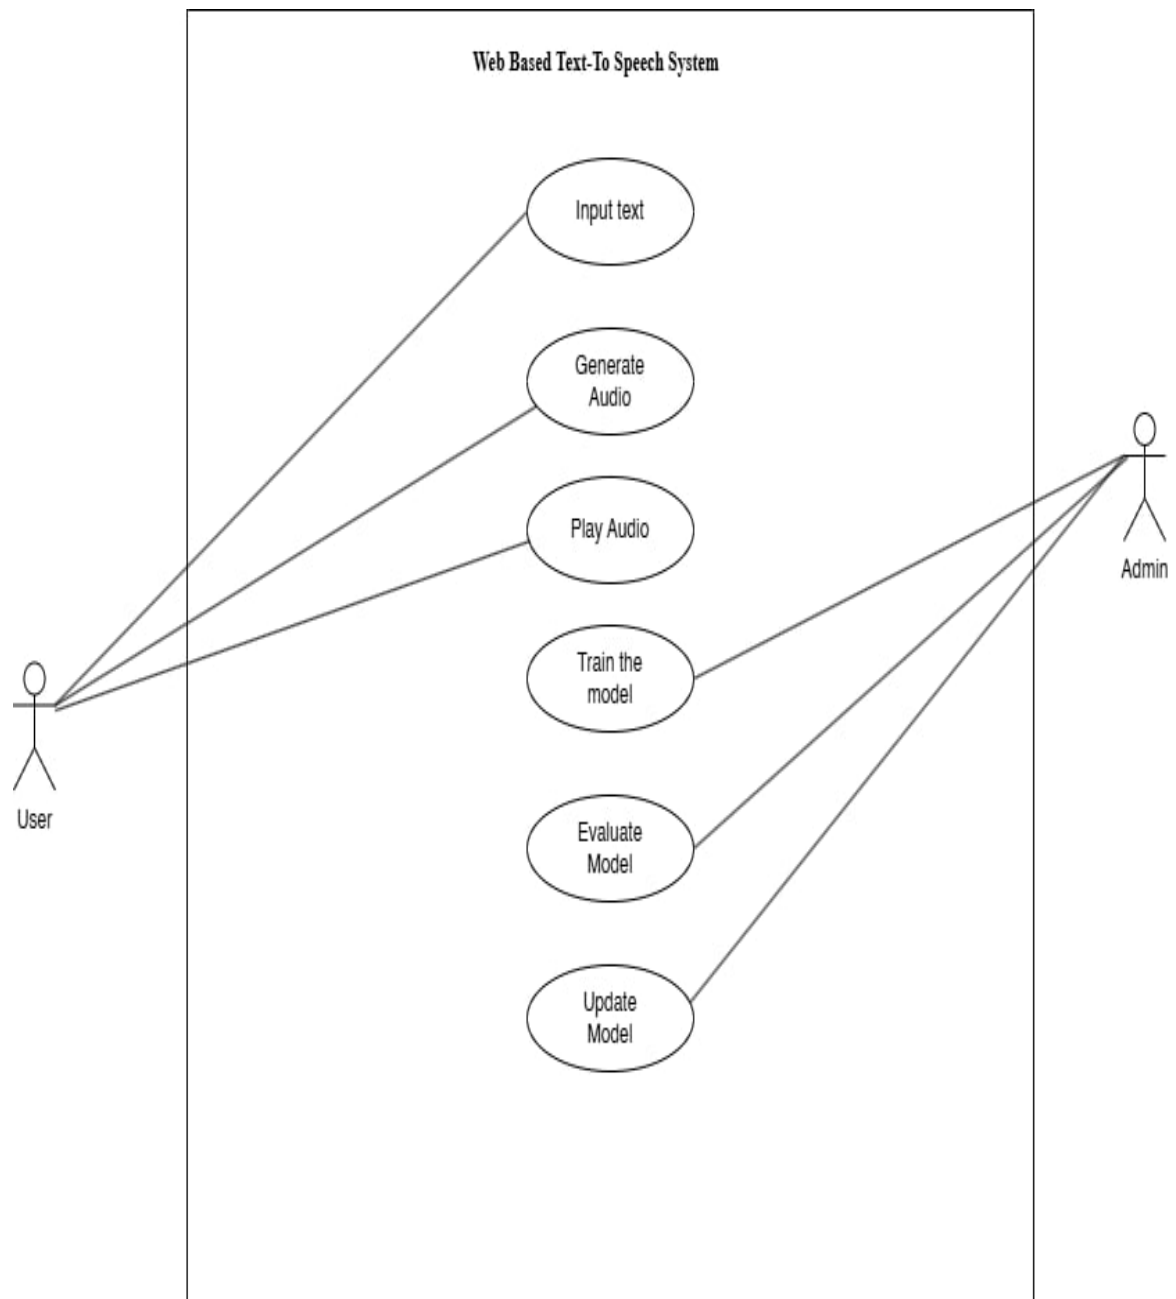 Web Based Text-To Speech System
Input text
Generate
Audio
Play Audio
Train the
model
Evaluate
Model
Update
Model
User
Admin